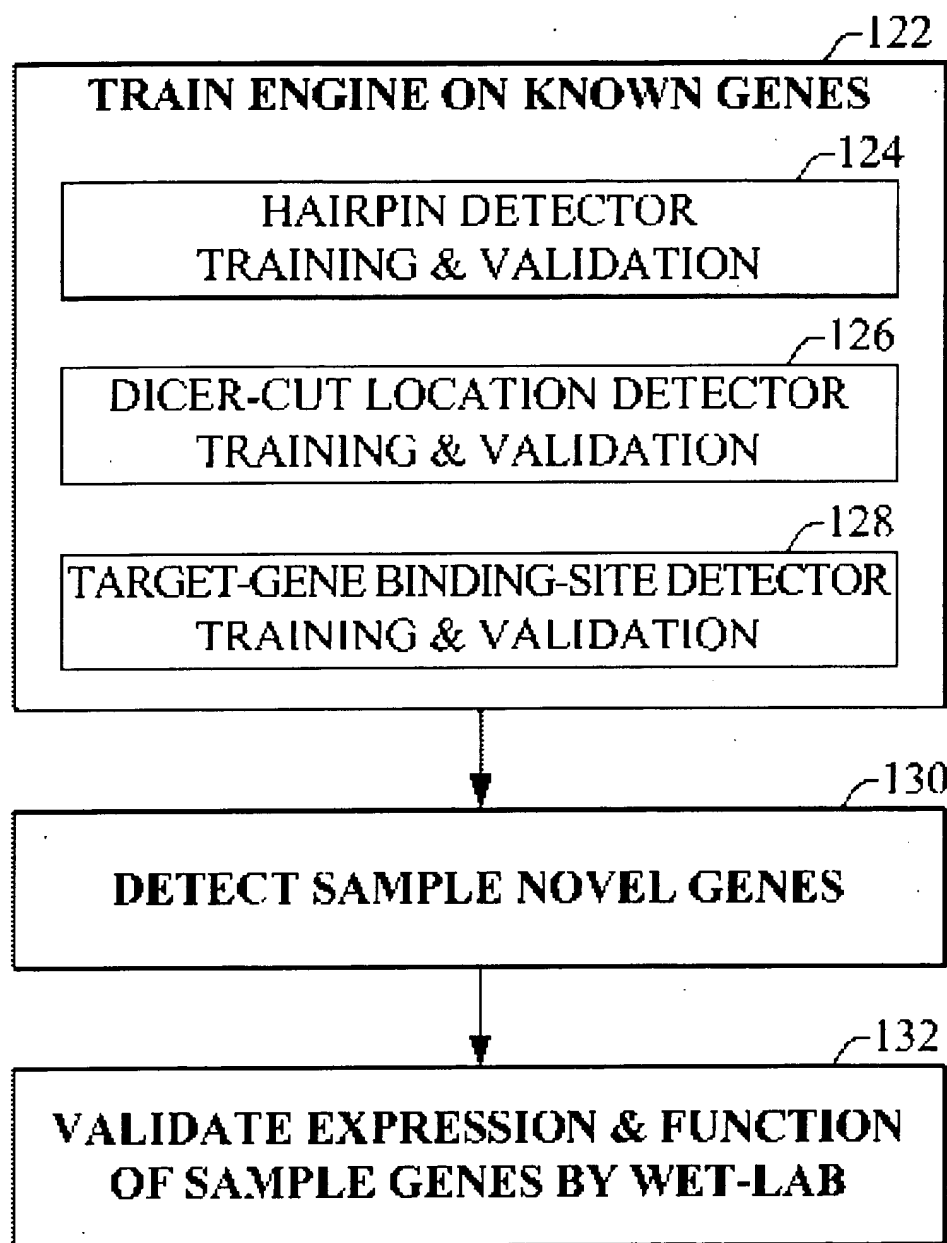 122
TRAIN ENGINE ON KNOWN GENES
124
HAIRPIN DETECTOR
TRAINING & VALIDATION
126
DICER-CUT LOCATION DETECTOR
TRAINING & VALIDATION
128
TARGET-GENE BINDING-SITE DETECTOR
TRAINING & VALIDATION
130
DETECT SAMPLE NOVEL GENES
132
VALIDATE EXPRESSION & FUNCTION
OF SAMPLE GENES BY WET-LAB